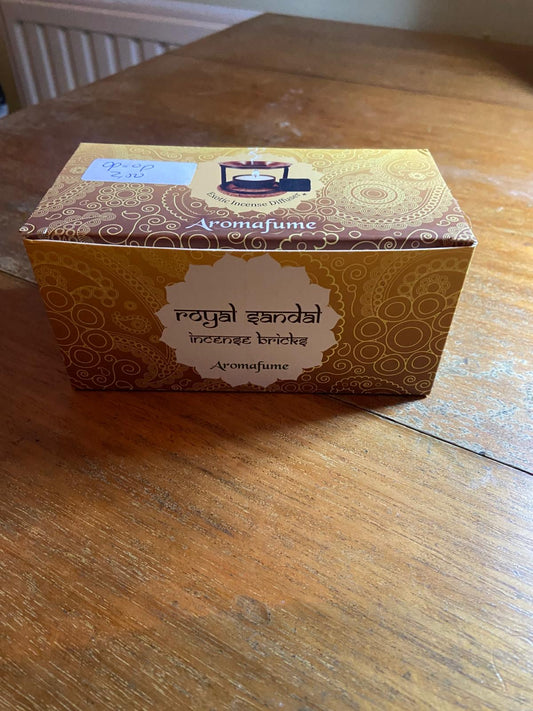 Exotic Incense Diffuser
Aromafume
Royal Sandal
incense bricks
Aromafume